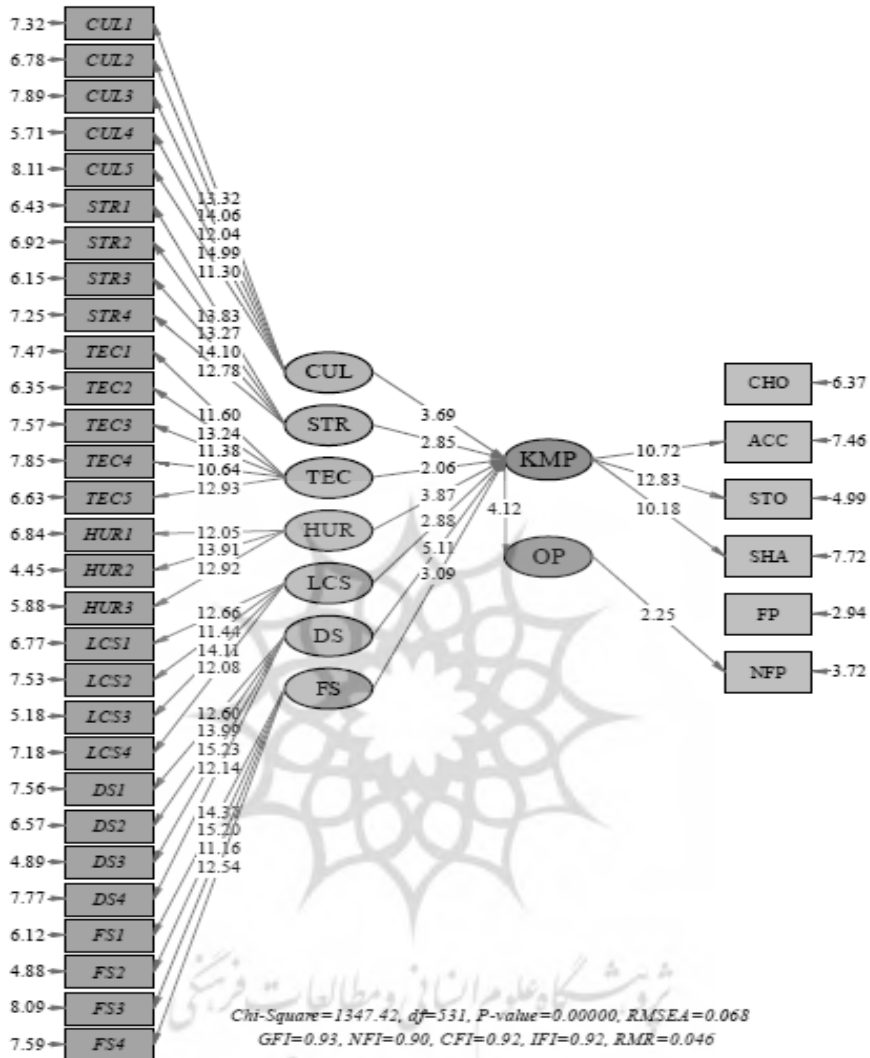 7.32 CUL1
6.78 CUL2
7.89 CUL3
5.71 CUL4
8.11 CUL5
6.43 STR1
6.92 STR2
6.15 STR3
7.25 STR4
7.47 TEC1
6.35 TEC2
7.57 TEC3
7.85 TEC4
6.63 TEC5
6.84 HUR1
4.45 HUR2
5.88 HUR3
6.77 LCS1
7.53 LCS2
5.18 LCS3
7.18 LCS4
7.56 DS1
6.57 DS2
4.89 DS3
7.77 DS4
6.12 FS1
4.88 FS2
8.09 FS3
7.59 FS4
13.32
14.06
12.04
14.99
11.30
13.83
13.27
14.10
12.78
11.60
13.24
11.38
10.64
12.93
12.05
13.91
12.92
12.66
11.44
14.11
12.08
12.60
13.99
15.23
12.14
15.20
11.16
12.54
CUL
STR
TEC
HUR
LCS
DS
FS
3.69
2.85
2.06
3.87
2.88
5.11
3.09
KMP
4.12
OP
10.72
12.83
10.18
2.25
CHO 6.37
ACC 7.46
STO 4.99
SHA 7.72
FP 2.94
NFP 3.72
پژوهشگاه علوم انسانی و مطالعات فرهنگی
Chi-Square=1347.42, df=531, P-value=0.00000, RMSEA=0.068
GFI=0.93, NFI=0.90, CFI=0.92, IFI=0.92, RMR=0.046